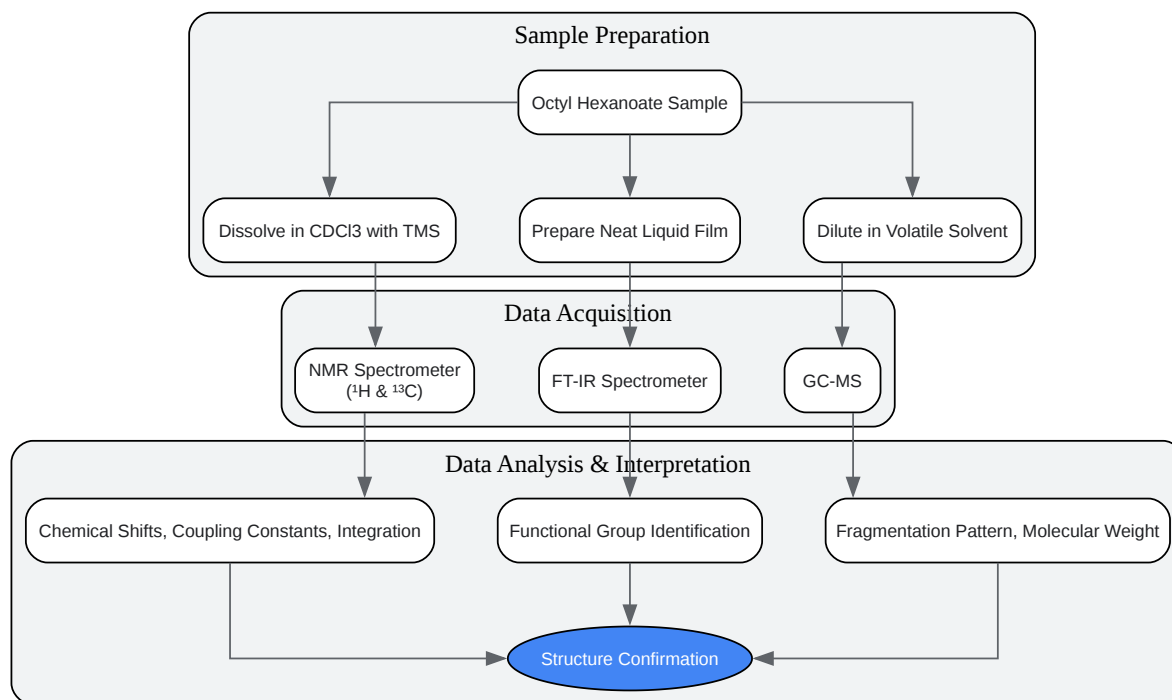 Sample Preparation
Octyl Hexanoate Sample
Dissolve in CDCl3 with TMS
Prepare Neat Liquid Film
Dilute in Volatile Solvent
Data Acquisition
NMR Spectrometer
(¹H & ¹³C)
FT-IR Spectrometer
GC-MS
Data Analysis & Interpretation
Chemical Shifts, Coupling Constants, Integration
Functional Group Identification
Fragmentation Pattern, Molecular Weight
Structure Confirmation